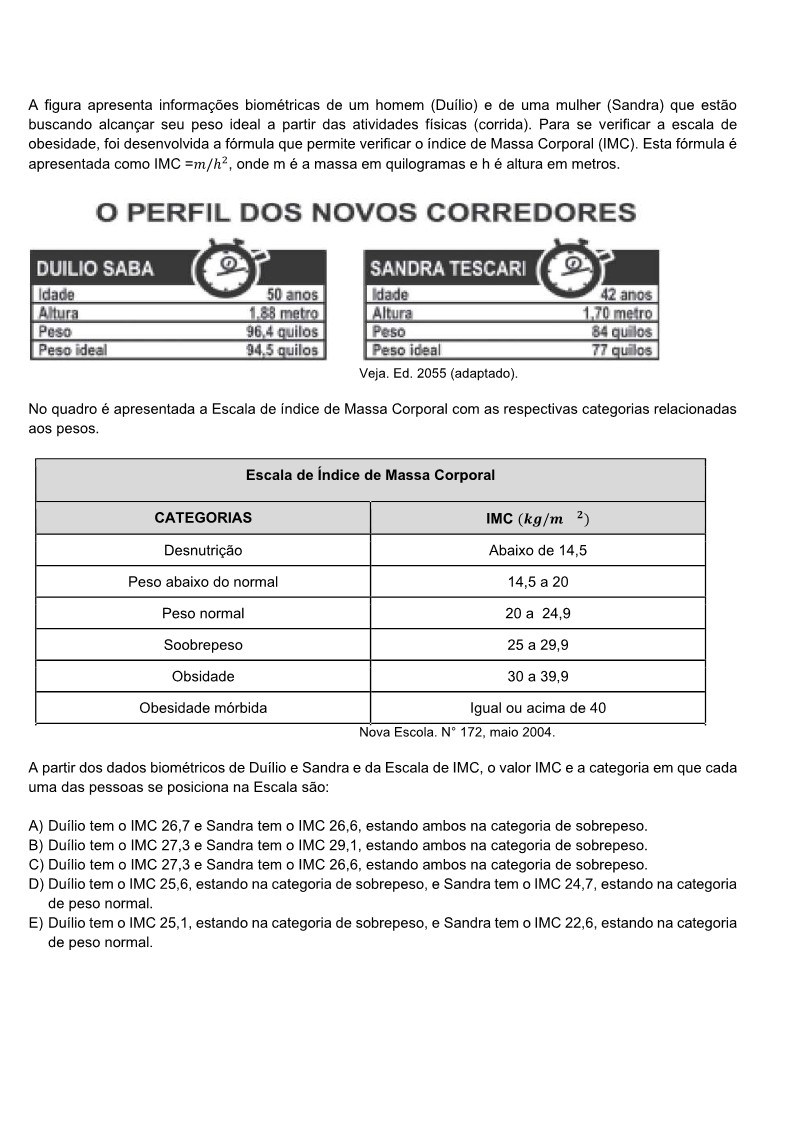 A figura apresenta informações biométricas de um homem (Duílio) e de uma mulher (Sandra) que estão
buscando alcançar seu peso ideal a partir das atividades físicas (corrida). Para se verificar a escala de
obesidade, foi desenvolvida a fórmula que permite verificar o índice de Massa Corporal (IMC). Esta fórmula é
apresentada como IMC =m/h², onde m é a massa em quilogramas e h é altura em metros.
O PERFIL DOS NOVOS CORREDORES
DUILIO SABA
Idade 50 anos
Altura 1,88 metro
Peso 96,4 quilos
Peso ideal 94,5 quilos
SANDRA TESCARI
Idade 42 anos
Altura 1,70 metro
Peso 84 quilos
Peso ideal 77 quilos
Veja. Ed. 2055 (adaptado).
No quadro é apresentada a Escala de índice de Massa Corporal com as respectivas categorias relacionadas
aos pesos.
Escala de Índice de Massa Corporal
CATEGORIAS IMC (kg/m ²)
Desnutrição Abaixo de 14,5
Peso abaixo do normal 14,5 a 20
Peso normal 20 a 24,9
Soobrepeso 25 a 29,9
Obsidade 30 a 39,9
Obesidade mórbida Igual ou acima de 40
Nova Escola. N° 172, maio 2004.
A partir dos dados biométricos de Duílio e Sandra e da Escala de IMC, o valor IMC e a categoria em que cada
uma das pessoas se posiciona na Escala são:
A) Duílio tem o IMC 26,7 e Sandra tem o IMC 26,6, estando ambos na categoria de sobrepeso.
B) Duílio tem o IMC 27,3 e Sandra tem o IMC 29,1, estando ambos na categoria de sobrepeso.
C) Duílio tem o IMC 27,3 e Sandra tem o IMC 26,6, estando ambos na categoria de sobrepeso.
D) Duílio tem o IMC 25,6, estando na categoria de sobrepeso, e Sandra tem o IMC 24,7, estando na categoria
de peso normal.
E) Duílio tem o IMC 25,1, estando na categoria de sobrepeso, e Sandra tem o IMC 22,6, estando na categoria
de peso normal.